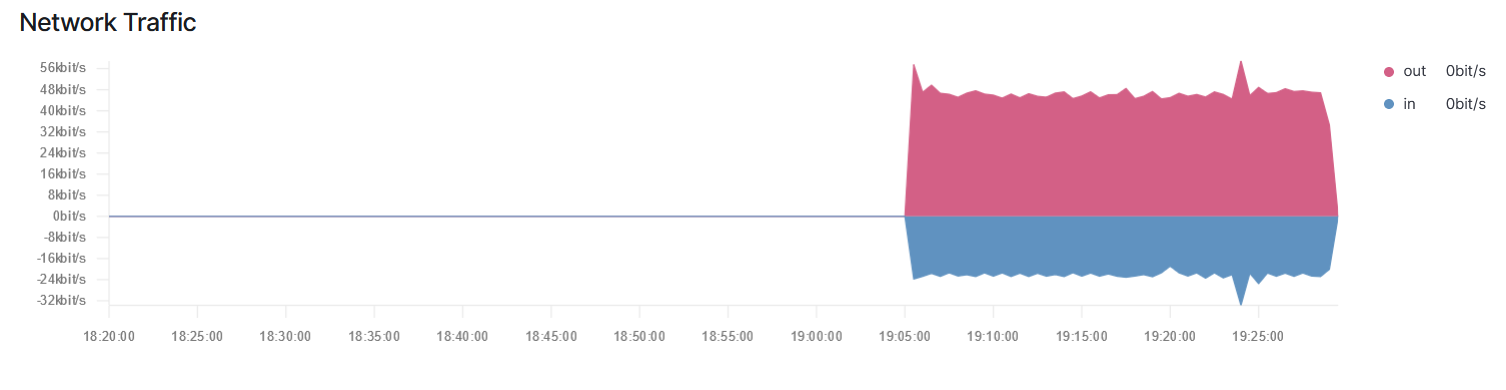 Network Traffic
56kbit/s
48kbit/s
40kbit/s
32kbit/s
24kbit/s
16kbit/s
8kbit/s
0bit/s
-8kbit/s
-16kbit/s
-24kbit/s
-32kbit/s
18:20:00 18:25:00 18:30:00 18:35:00 18:40:00 18:45:00 18:50:00 18:55:00 19:00:00 19:05:00 19:10:00 19:15:00 19:20:00 19:25:00
out 0bit/s
in 0bit/s